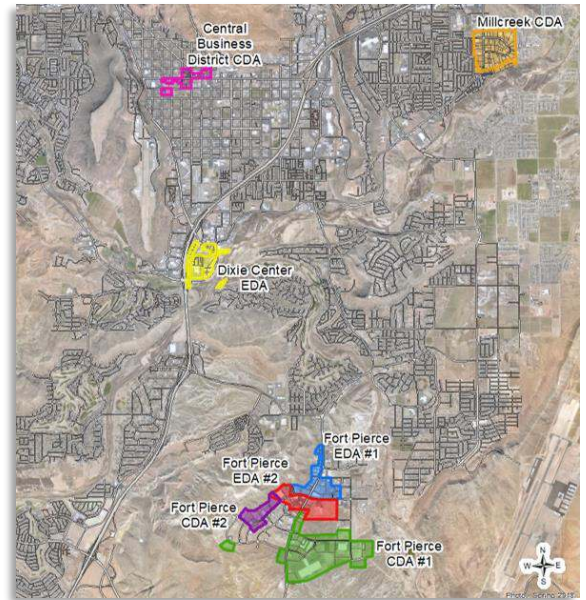 Central
Business
District CDA
Millcreek CDA
Dixie Center
EDA
Fort Pierce
EDA #1
Fort Pierce
EDA #2
Fort Pierce
CDA #2
Fort Pierce
CDA #1
N
W
E
S